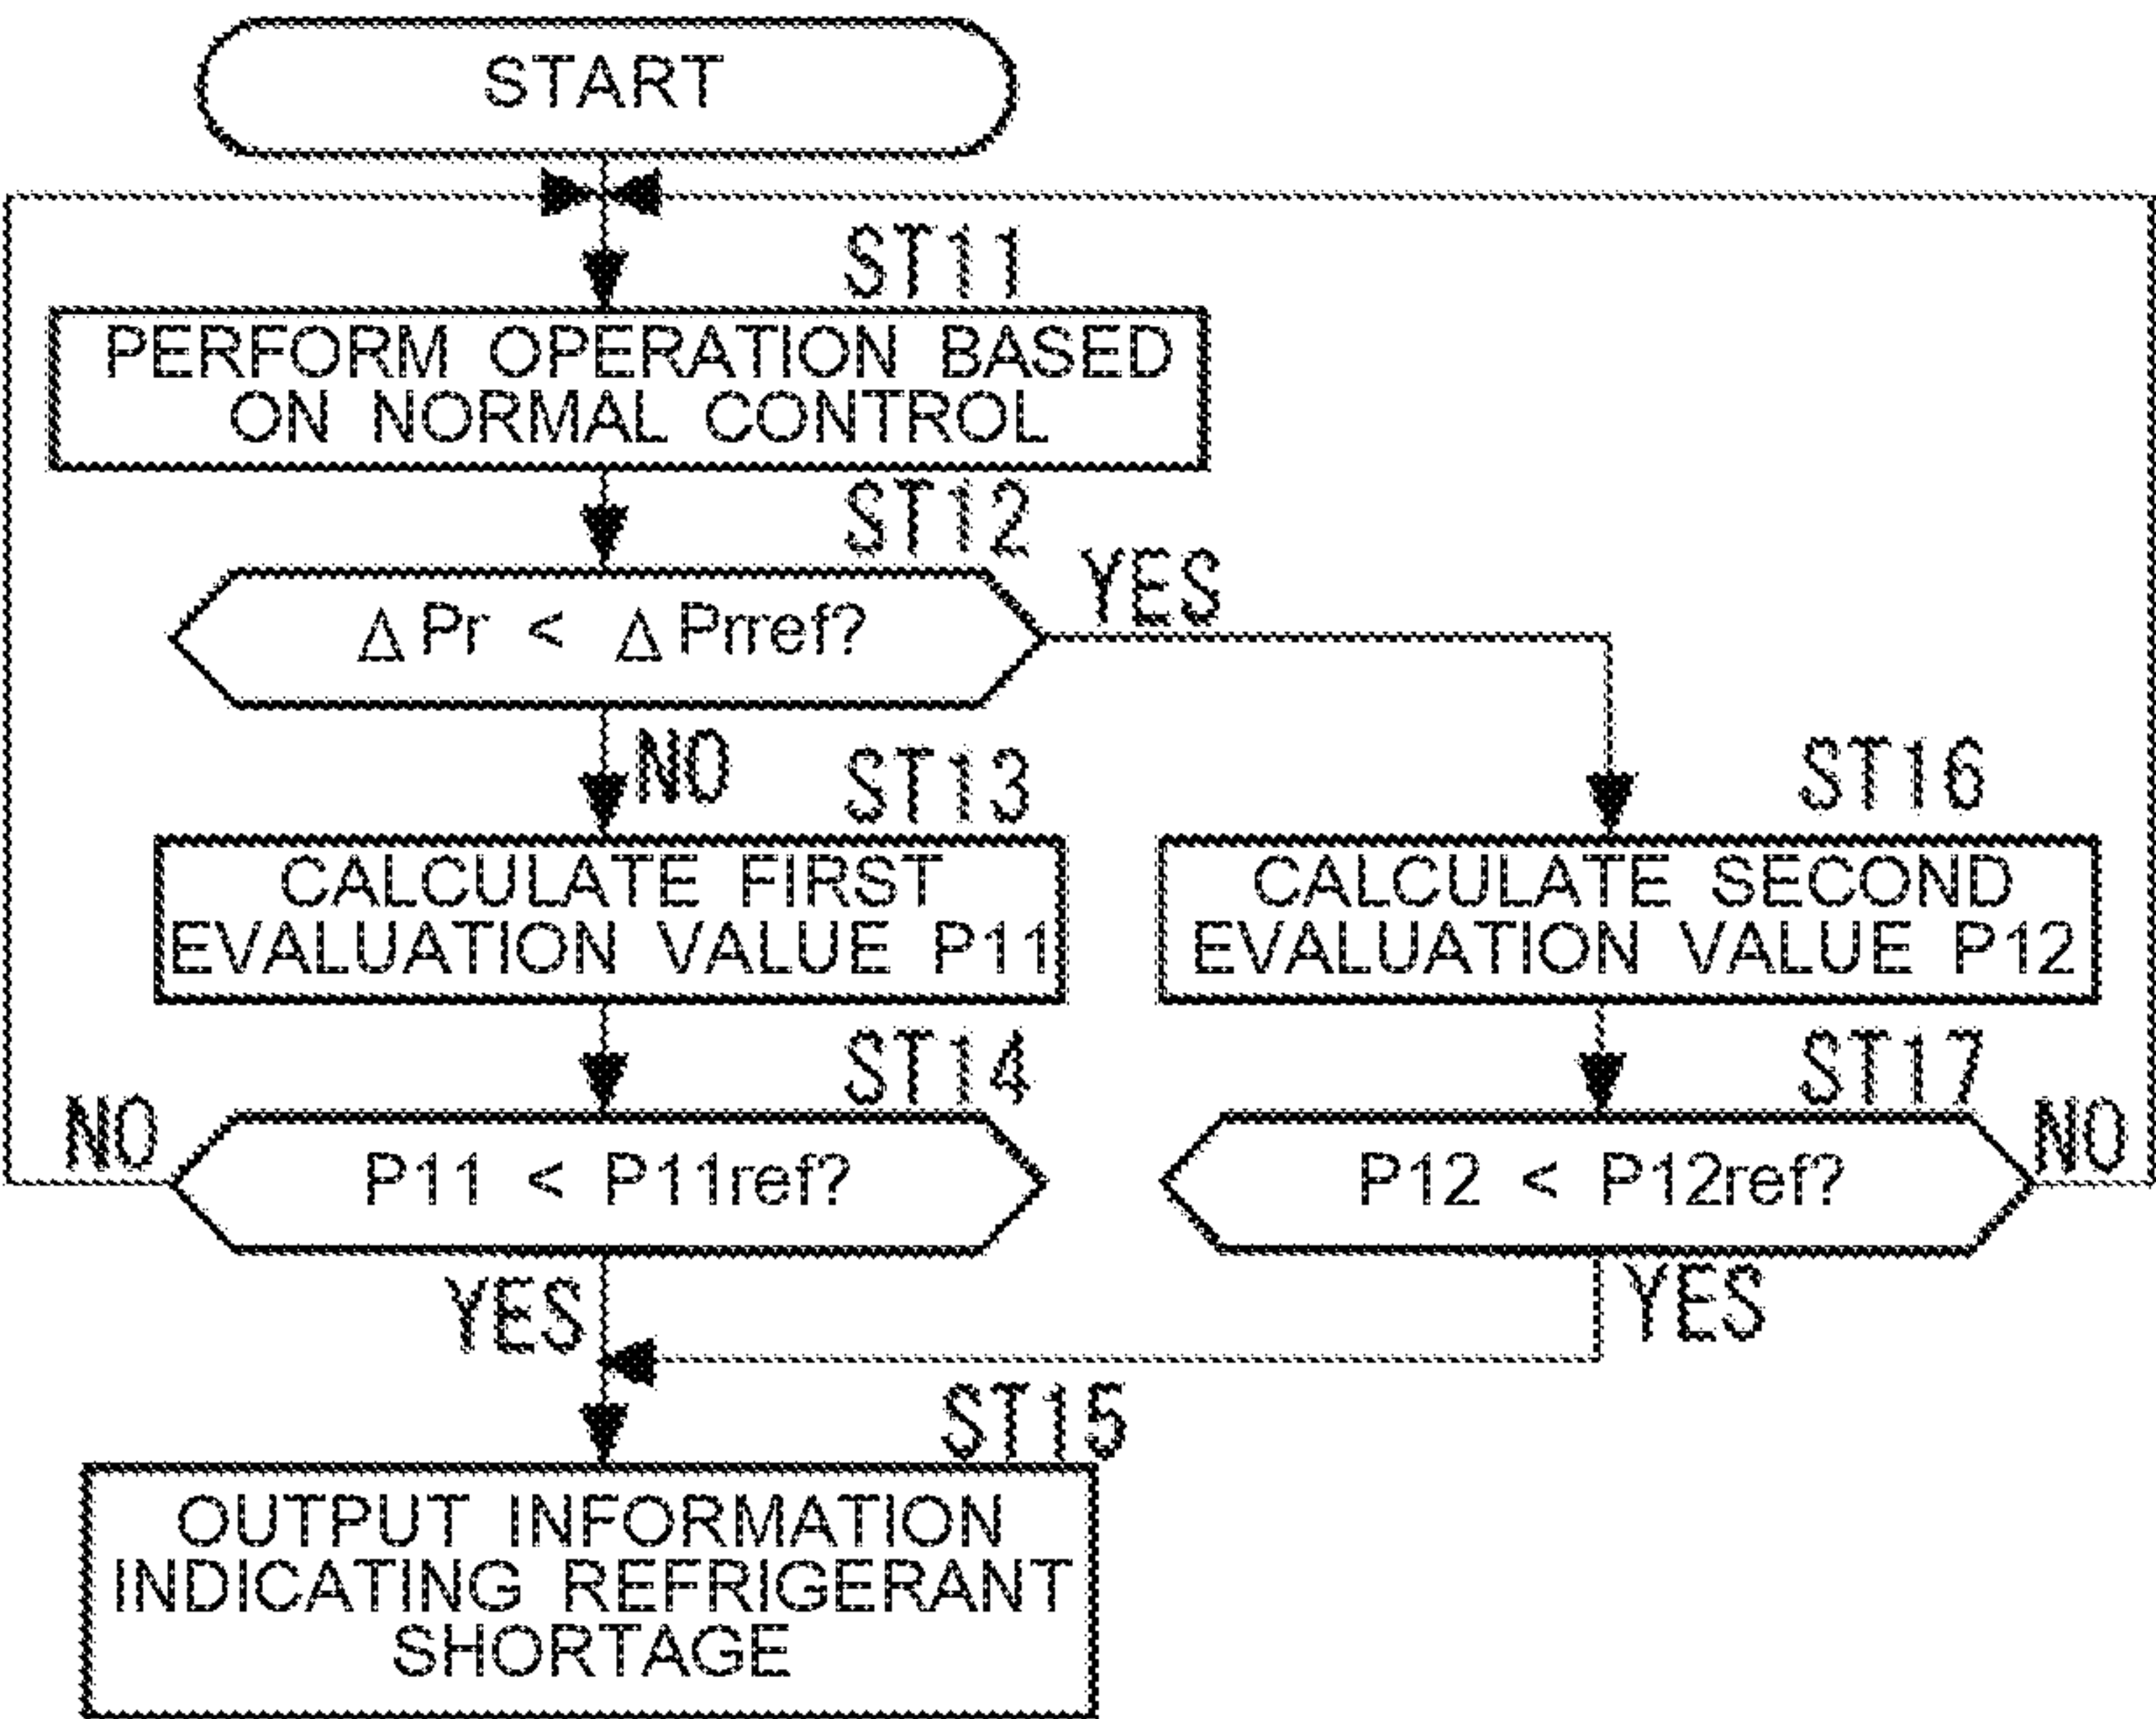 START
ST11
PERFORM OPERATION BASED
ON NORMAL CONTROL
ST12
YES
Δ Pr < Δ Prref?
NO
ST13
ST16
CALCULATE FIRST
EVALUATION VALUE P11
CALCULATE SECOND
EVALUATION VALUE P12
ST14
ST17
NO
P11 < P11ref?
P12 < P12ref?
NO
YES
YES
ST15
OUTPUT INFORMATION
INDICATING REFRIGERANT
SHORTAGE